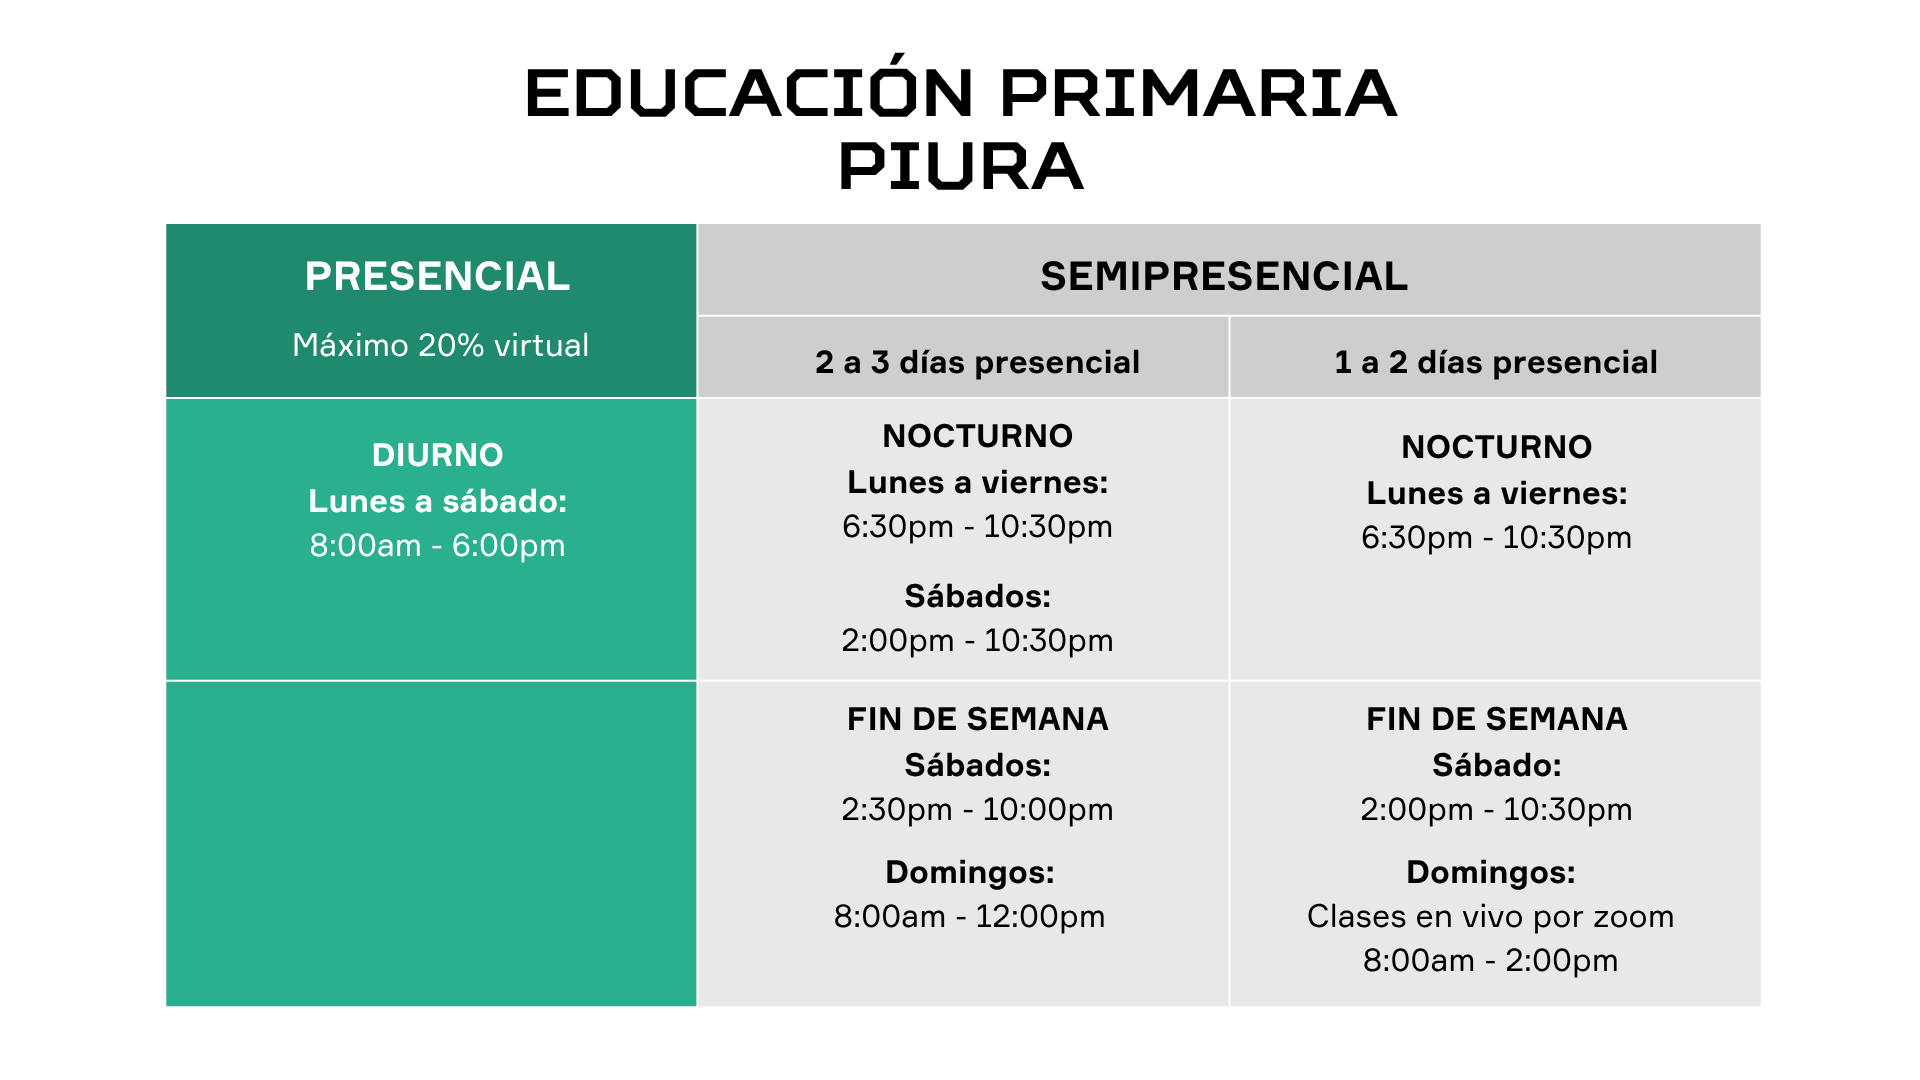 EDUCACIÓN PRIMARIA
PIURA
PRESENCIAL
Máximo 20% virtual
SEMIPRESENCIAL
2 a 3 días presencial
1 a 2 días presencial
DIURNO
Lunes a sábado:
8:00am - 6:00pm
NOCTURNO
Lunes a viernes:
6:30pm - 10:30pm
Sábados:
2:00pm - 10:30pm
NOCTURNO
Lunes a viernes:
6:30pm - 10:30pm
FIN DE SEMANA
Sábados:
2:30pm - 10:00pm
Domingos:
8:00am - 12:00pm
FIN DE SEMANA
Sábado:
2:00pm - 10:30pm
Domingos:
Clases en vivo por zoom
8:00am - 2:00pm